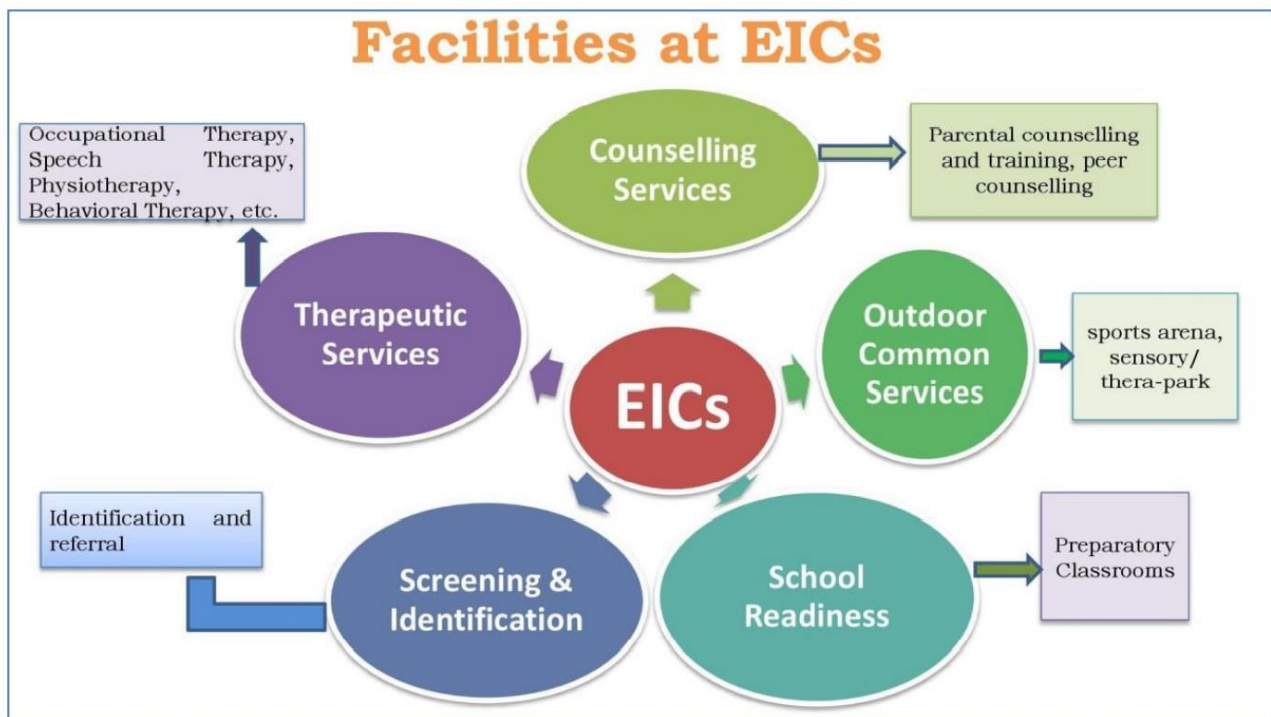 Facilities at EICs
Occupational Therapy,
Speech Therapy,
Physiotherapy,
Behavioral Therapy, etc.
Counselling
Services
Parental counselling
and training, peer
counselling
Therapeutic
Services
EICs
Outdoor
Common
Services
sports arena,
sensory/
thera-park
Identification and
referral
Screening &
Identification
School
Readiness
Preparatory
Classrooms